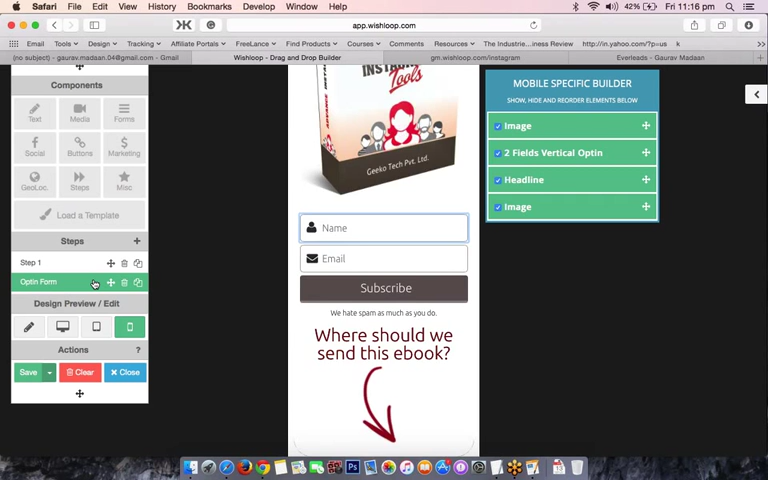 Safari File Edit View History Bookmarks Develop Window Help
42% Fri 11:16 pm
app.wishloop.com
Email Tools Design Tracking Affiliate Portals FreeLance Find Products Courses Comments Resources The Industrie...iness Review http://in.yahoo.com/?p=us k
(no subject) - gaurav.madaan.04@gmail.com - Gmail
Wishloop - Drag and Drop Builder
gm.wishloop.com/instagram
Everleads - Gaurav Madaan
Components
Text Media Forms
Social Buttons Marketing
GeoLoc. Steps Misc
Load a Template
Steps +
Step 1
Optin Form
Design Preview / Edit
Actions ?
Save Clear Close
Tools
Geeko Tech Pvt. Ltd.
Name
Email
Subscribe
We hate spam as much as you do.
Where should we
send this ebook?
MOBILE SPECIFIC BUILDER
SHOW, HIDE AND REORDER ELEMENTS BELOW
Image
2 Fields Vertical Optin
Headline
Image